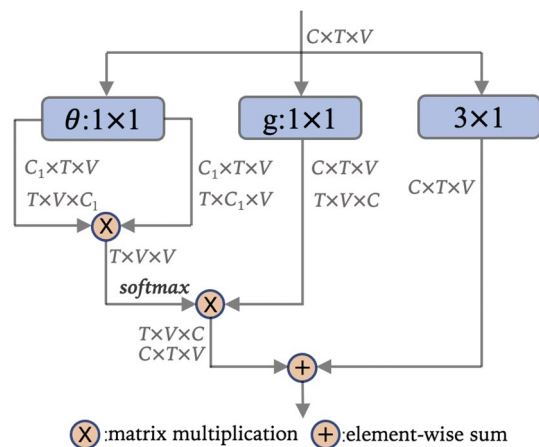 C×T×V
θ:1×1
g:1×1
3×1
C₁×T×V
T×V×C₁
C₁×T×V
T×C₁×V
C×T×V
T×V×C
C×T×V
X
T×V×V
softmax
X
T×V×C
C×T×V
+
X :matrix multiplication + :element-wise sum